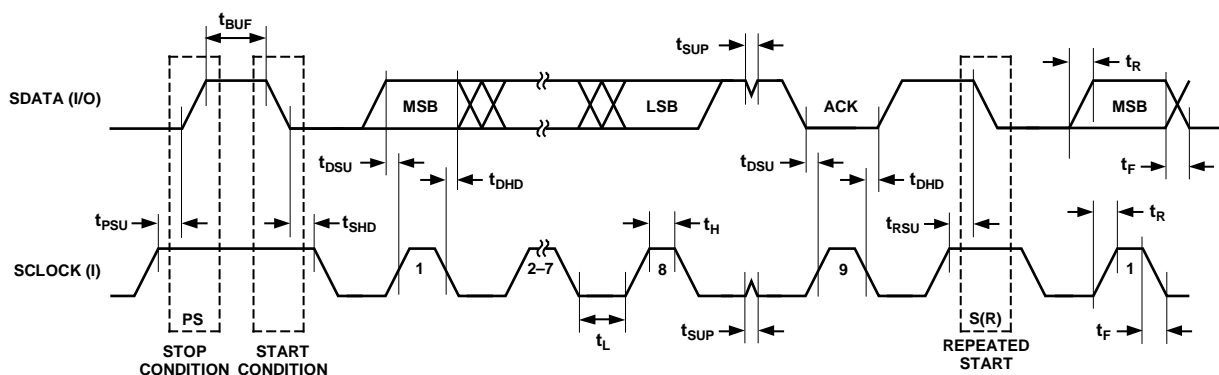 tBUF
tSUP
tR
SDATA (I/O)
MSB
LSB
ACK
MSB
tDSU
tDHD
tDSU
tDHD
tF
tPSU
tSHD
tH
tRSU
tR
SCLOCK (I)
1
2–7
8
9
1
PS
tL
tSUP
S(R)
tF
STOP
CONDITION
START
CONDITION
REPEATED
START